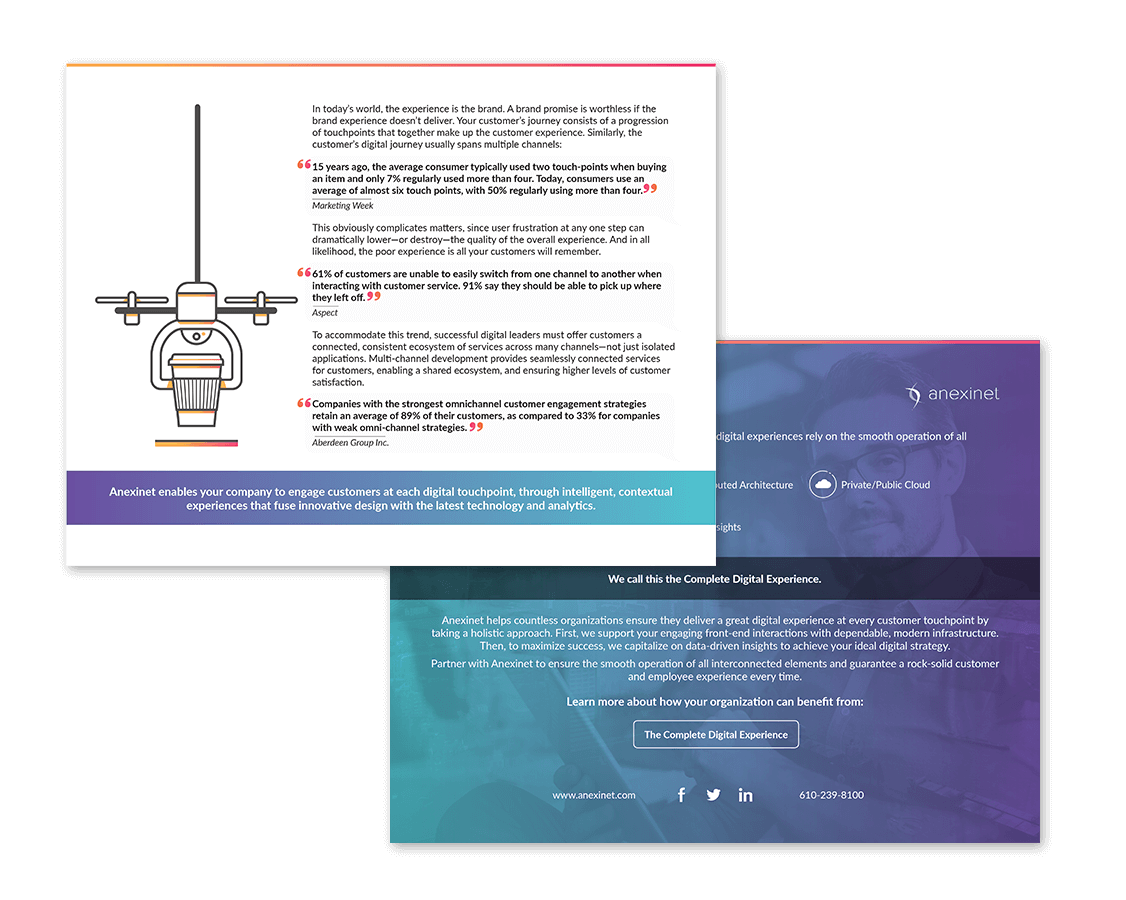 In today's world, the experience is the brand. A brand promise is worthless if the
brand experience doesn't deliver. Your customer's journey consists of a progression
of touchpoints that together make up the customer experience. Similarly, the
customer's digital journey usually spans multiple channels:
“15 years ago, the average consumer typically used two touch-points when buying
an item and only 7% regularly used more than four. Today, consumers use an
average of almost six touch points, with 50% regularly using more than four.”
Marketing Week
This obviously complicates matters, since user frustration at any one step can
dramatically lower—or destroy—the quality of the overall experience. And in all
likelihood, the poor experience is all your customers will remember.
“61% of customers are unable to easily switch from one channel to another when
interacting with customer service. 91% say they should be able to pick up where
they left off.”
Aspect
To accommodate this trend, successful digital leaders must offer customers a
connected, consistent ecosystem of services across many channels—not just isolated
applications. Multi-channel development provides seamlessly connected services
for customers, enabling a shared ecosystem, and ensuring higher levels of customer
satisfaction.
“Companies with the strongest omnichannel customer engagement strategies
retain an average of 89% of their customers, as compared to 33% for companies
with weak omni-channel strategies.”
Aberdeen Group Inc.
Anexinet enables your company to engage customers at each digital touchpoint, through intelligent, contextual
experiences that fuse innovative design with the latest technology and analytics.
anexinet
digital experiences rely on the smooth operation of all
uted Architecture
Private/Public Cloud
sights
We call this the Complete Digital Experience.
Anexinet helps countless organizations ensure they deliver a great digital experience at every customer touchpoint by
taking a holistic approach. First, we support your engaging front-end interactions with dependable, modern infrastructure.
Then, to maximize success, we capitalize on data-driven insights to achieve your ideal digital strategy.
Partner with Anexinet to ensure the smooth operation of all interconnected elements and guarantee a rock-solid customer
and employee experience every time.
Learn more about how your organization can benefit from:
The Complete Digital Experience
www.anexinet.com
610-239-8100